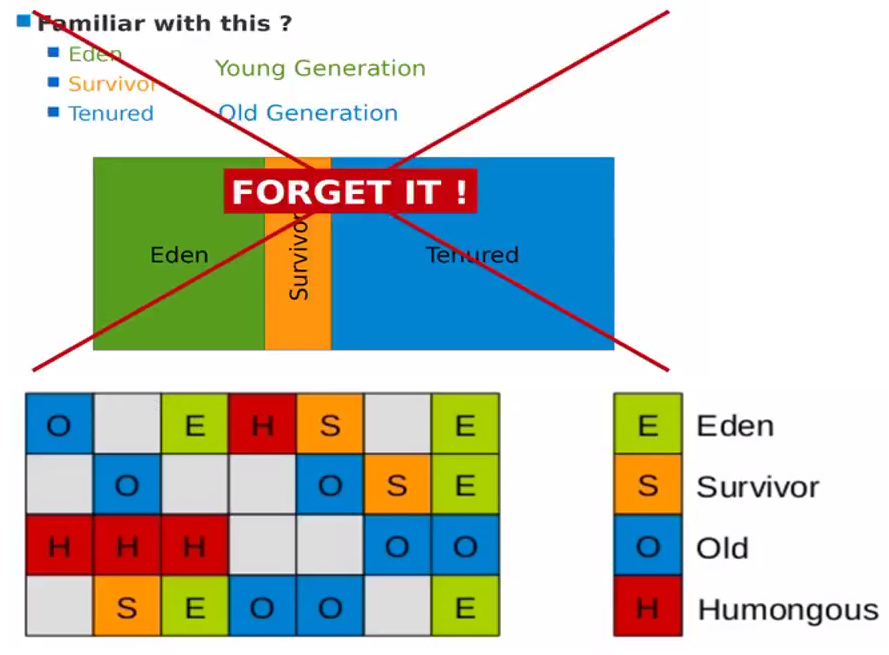 Familiar with this ?
Eden
Survivor
Tenured
Young Generation
Old Generation
FORGET IT !
Eden
Survivor
Tenured
O E H S E
O O S E
H H H O O
S E O O E
E Eden
S Survivor
O Old
H Humongous